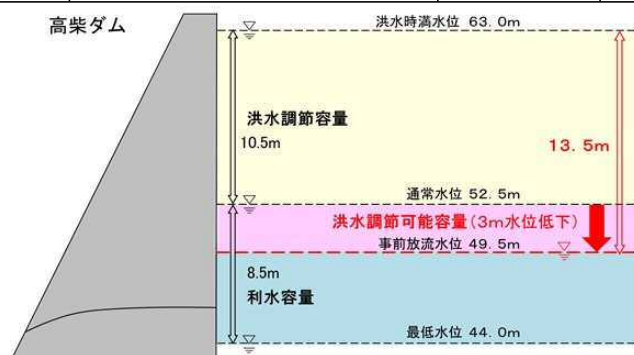 高柴ダム
洪水時満水位 63.0m
洪水調節容量
10.5m
13.5m
通常水位 52.5m
洪水調節可能容量(3m水位低下)
事前放流水位 49.5m
8.5m
利水容量
最低水位 44.0m